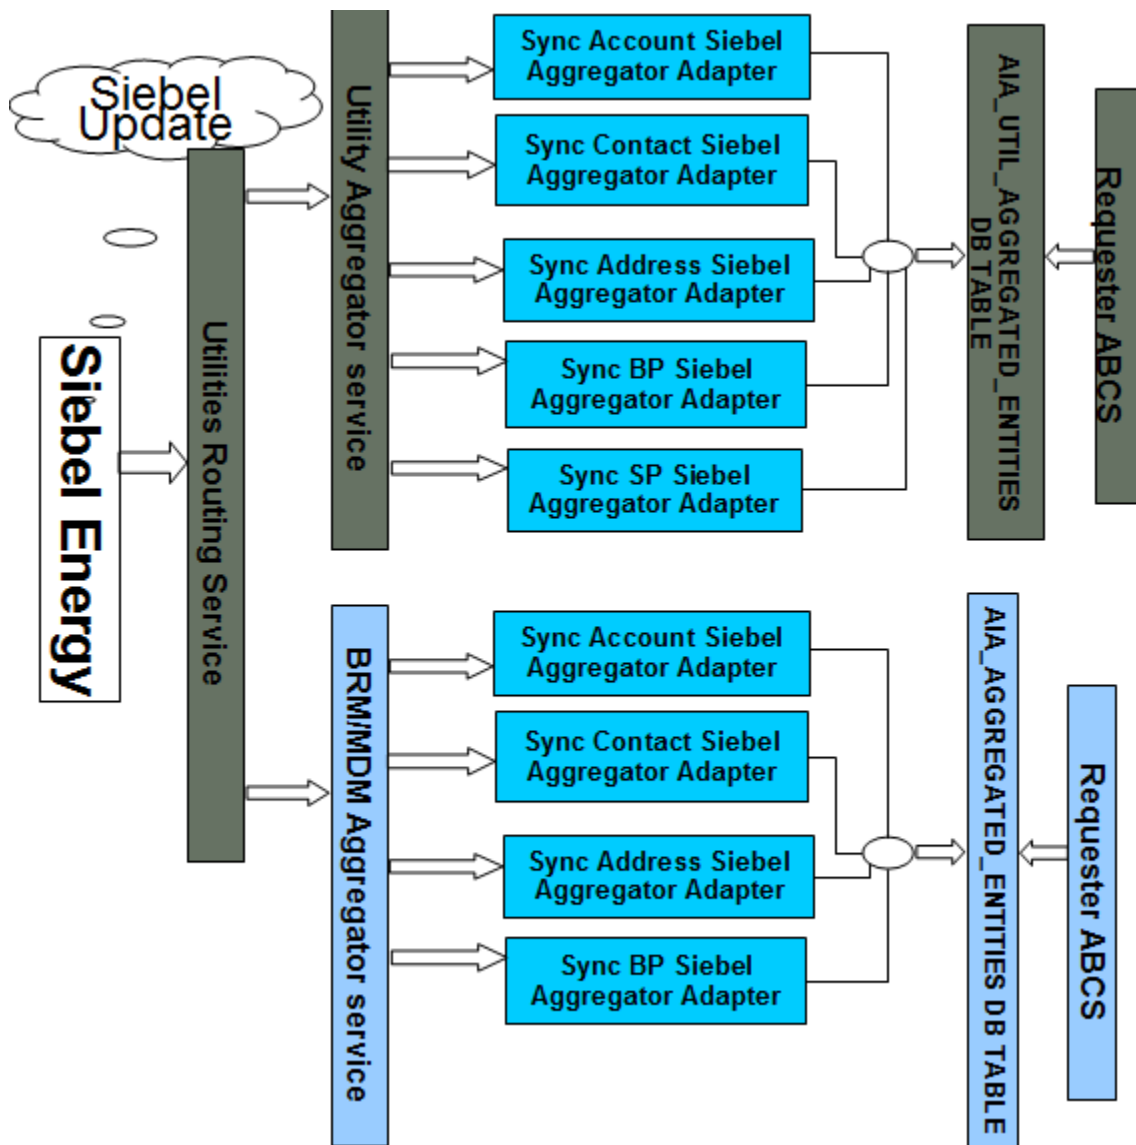 Siebel
Update
Siebel Energy
Utilities Routing Service
Utility Aggregator service
Sync Account Siebel
Aggregator Adapter
Sync Contact Siebel
Aggregator Adapter
Sync Address Siebel
Aggregator Adapter
Sync BP Siebel
Aggregator Adapter
Sync SP Siebel
Aggregator Adapter
AIA_UTIL_AGGREGATED_ENTITIES
DB TABLE
Requester ABCS
BRM/MDM Aggregator service
Sync Account Siebel
Aggregator Adapter
Sync Contact Siebel
Aggregator Adapter
Sync Address Siebel
Aggregator Adapter
Sync BP Siebel
Aggregator Adapter
AIA_AGGREGATED_ENTITIES DB TABLE
Requester ABCS